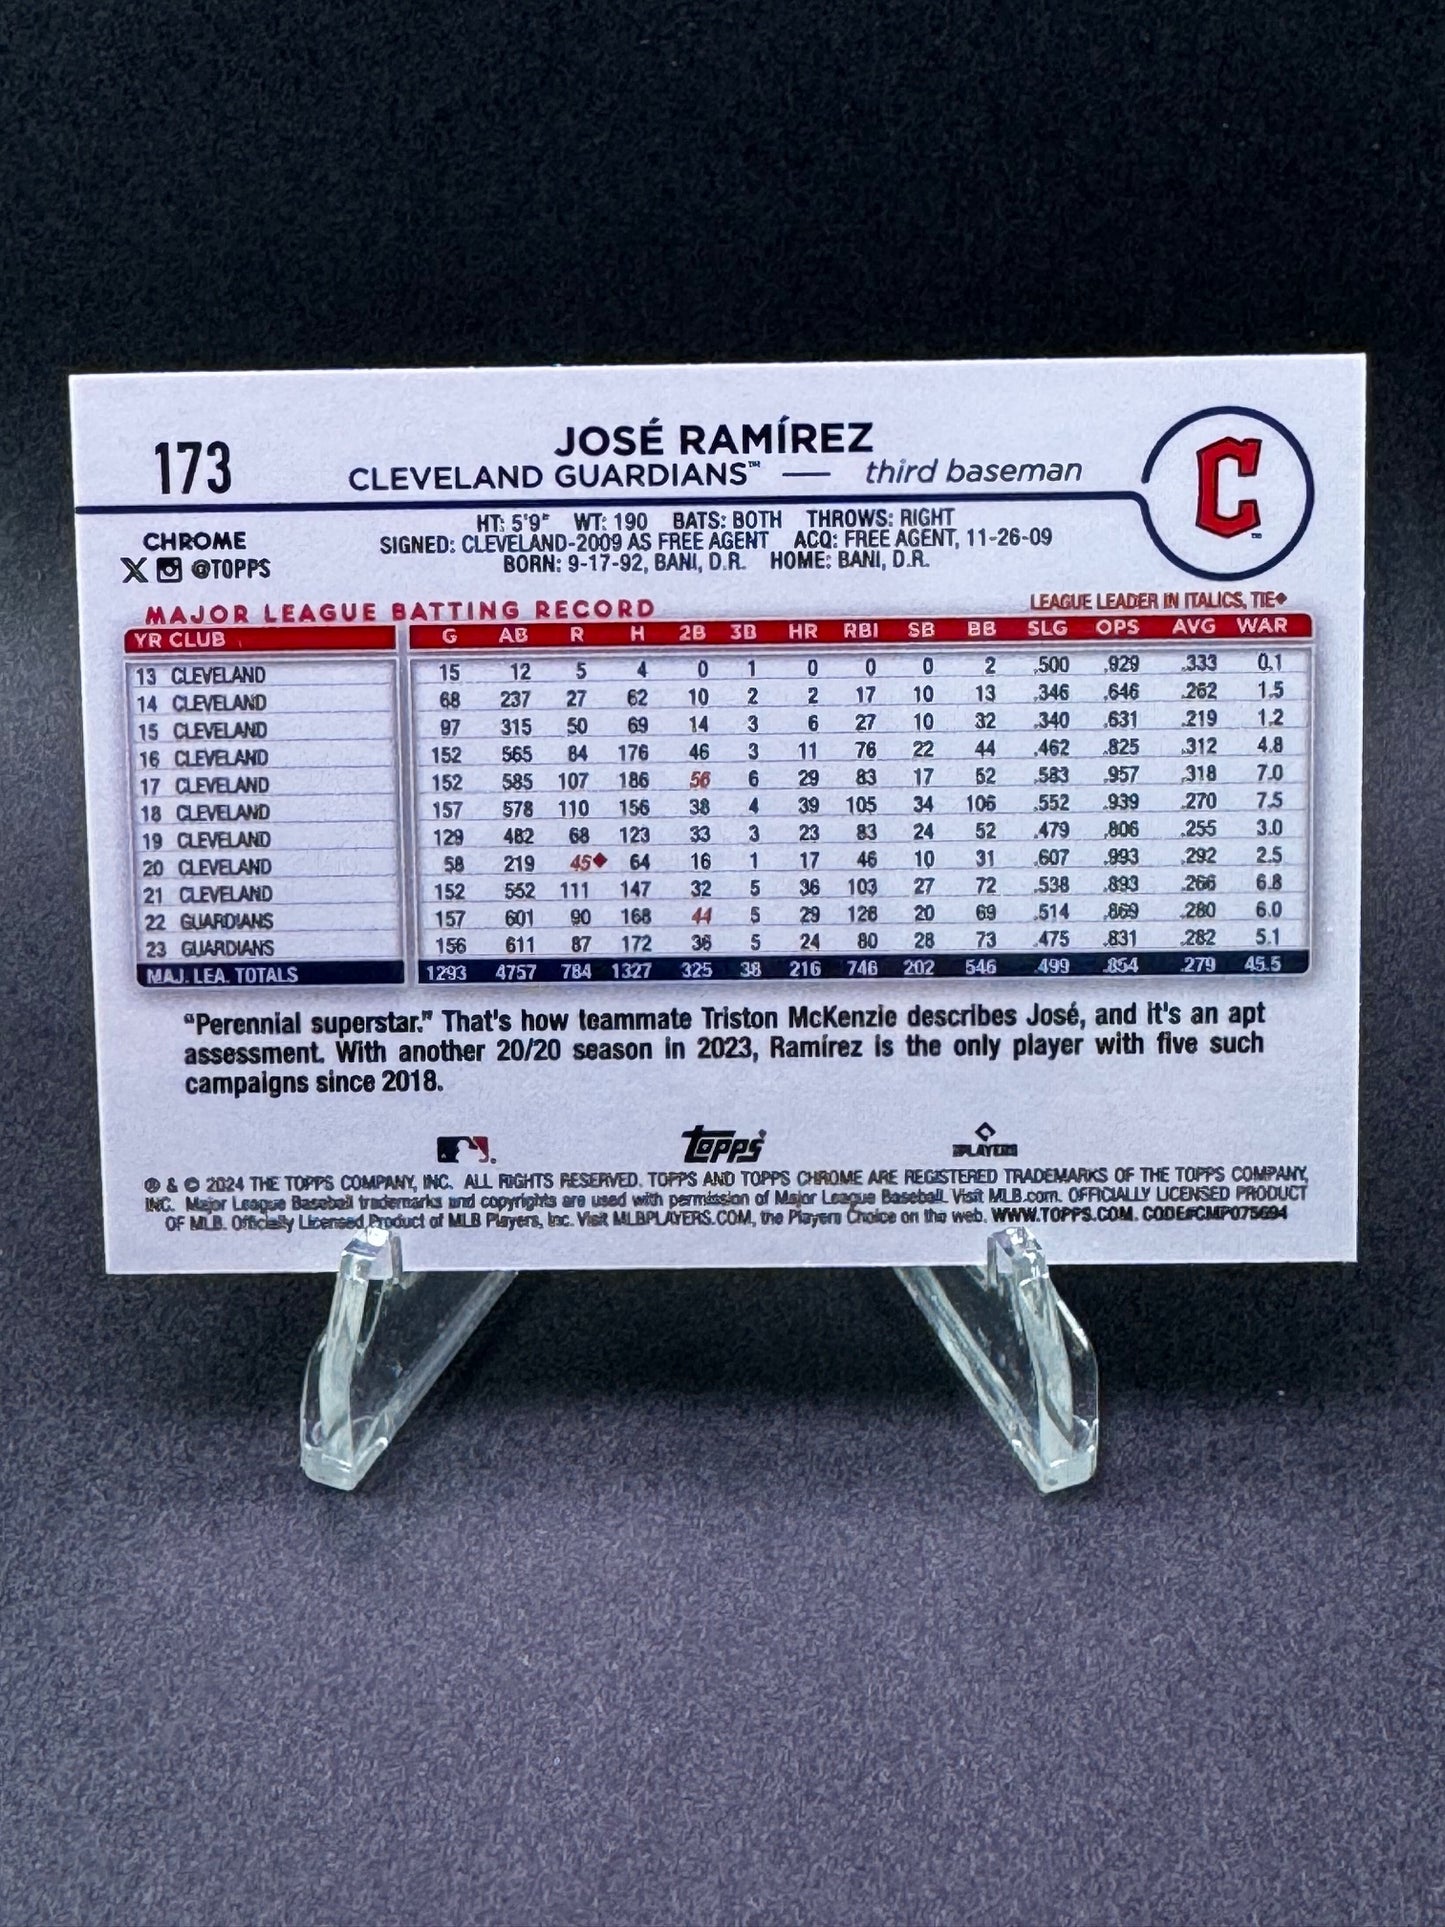 173
JOSÉ RAMÍREZ
CLEVELAND GUARDIANS™ — third baseman
C
CHROME
X @TOPPS
HT: 5'9" WT: 190 BATS: BOTH THROWS: RIGHT
SIGNED: CLEVELAND-2009 AS FREE AGENT ACQ: FREE AGENT, 11-26-09
BORN: 9-17-92, BANI, D.R. HOME: BANI, D.R.
MAJOR LEAGUE BATTING RECORD LEAGUE LEADER IN ITALICS, TIE◆
YR CLUB G AB R H 2B 3B HR RBI SB BB SLG OPS AVG WAR
13 CLEVELAND 15 12 5 4 0 1 0 0 0 2 .500 .929 .333 0.1
14 CLEVELAND 68 237 27 62 10 2 2 17 10 13 .346 .646 .262 1.5
15 CLEVELAND 97 315 50 69 14 3 6 27 10 32 .340 .631 .219 1.2
16 CLEVELAND 152 565 84 176 46 3 11 76 22 44 .462 .825 .312 4.8
17 CLEVELAND 152 585 107 186 56 6 29 83 17 52 .583 .957 .318 7.0
18 CLEVELAND 157 578 110 156 38 4 39 105 34 106 .552 .939 .270 7.5
19 CLEVELAND 129 482 68 123 33 3 23 83 24 52 .479 .806 .255 3.0
20 CLEVELAND 58 219 45◆ 64 16 1 17 46 10 31 .607 .993 .292 2.5
21 CLEVELAND 152 552 111 147 32 5 36 103 27 72 .538 .893 .266 6.8
22 GUARDIANS 157 601 90 168 44 5 29 126 20 69 .514 .869 .280 6.0
23 GUARDIANS 156 611 87 172 36 5 24 80 28 73 .475 .831 .282 5.1
MAJ. LEA. TOTALS 1293 4757 784 1327 325 38 216 746 202 546 .499 .854 .279 45.5
"Perennial superstar." That's how teammate Triston McKenzie describes José, and it's an apt
assessment. With another 20/20 season in 2023, Ramírez is the only player with five such
campaigns since 2018.
Topps
PLAYERS
® & © 2024 THE TOPPS COMPANY, INC. ALL RIGHTS RESERVED. TOPPS AND TOPPS CHROME ARE REGISTERED TRADEMARKS OF THE TOPPS COMPANY,
INC. Major League Baseball trademarks and copyrights are used with permission of Major League Baseball. Visit MLB.com. OFFICIALLY LICENSED PRODUCT
OF MLB. Officially Licensed Product of MLB Players, Inc. Visit MLBPLAYERS.COM, the Players Choice on the web. WWW.TOPPS.COM. CODE#CMP075694